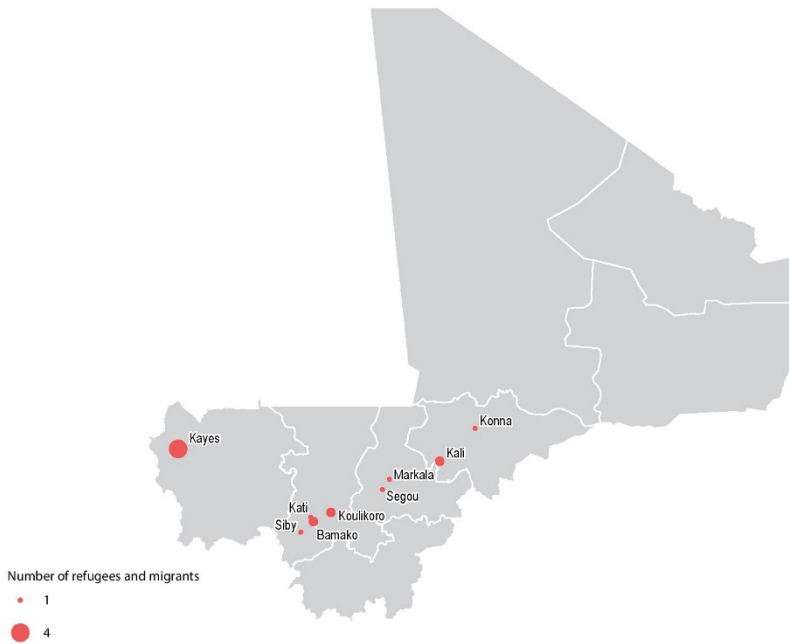 Konna
Kayes
Kali
Markala
Segou
Kati
Koulikoro
Siby
Bamako
Number of refugees and migrants
1
4